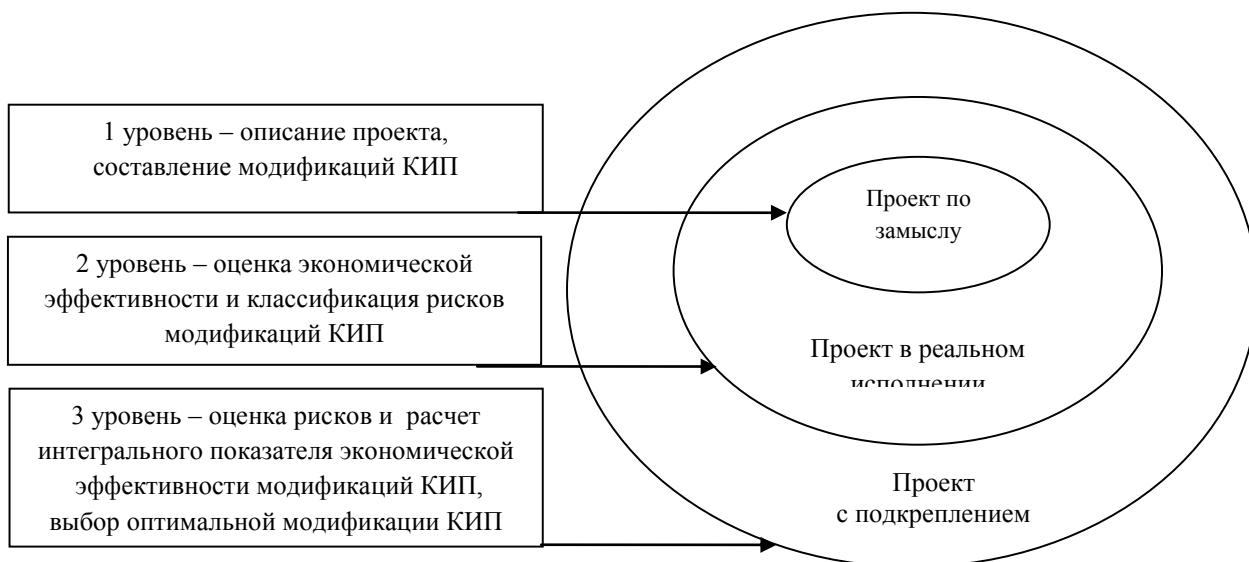 1 уровень – описание проекта,
составление модификаций КИП
2 уровень – оценка экономической
эффективности и классификация рисков
модификаций КИП
3 уровень – оценка рисков и расчет
интегрального показателя экономической
эффективности модификаций КИП,
выбор оптимальной модификации КИП
Проект по
замыслу
Проект в реальном
исполнении
Проект
с подкреплением